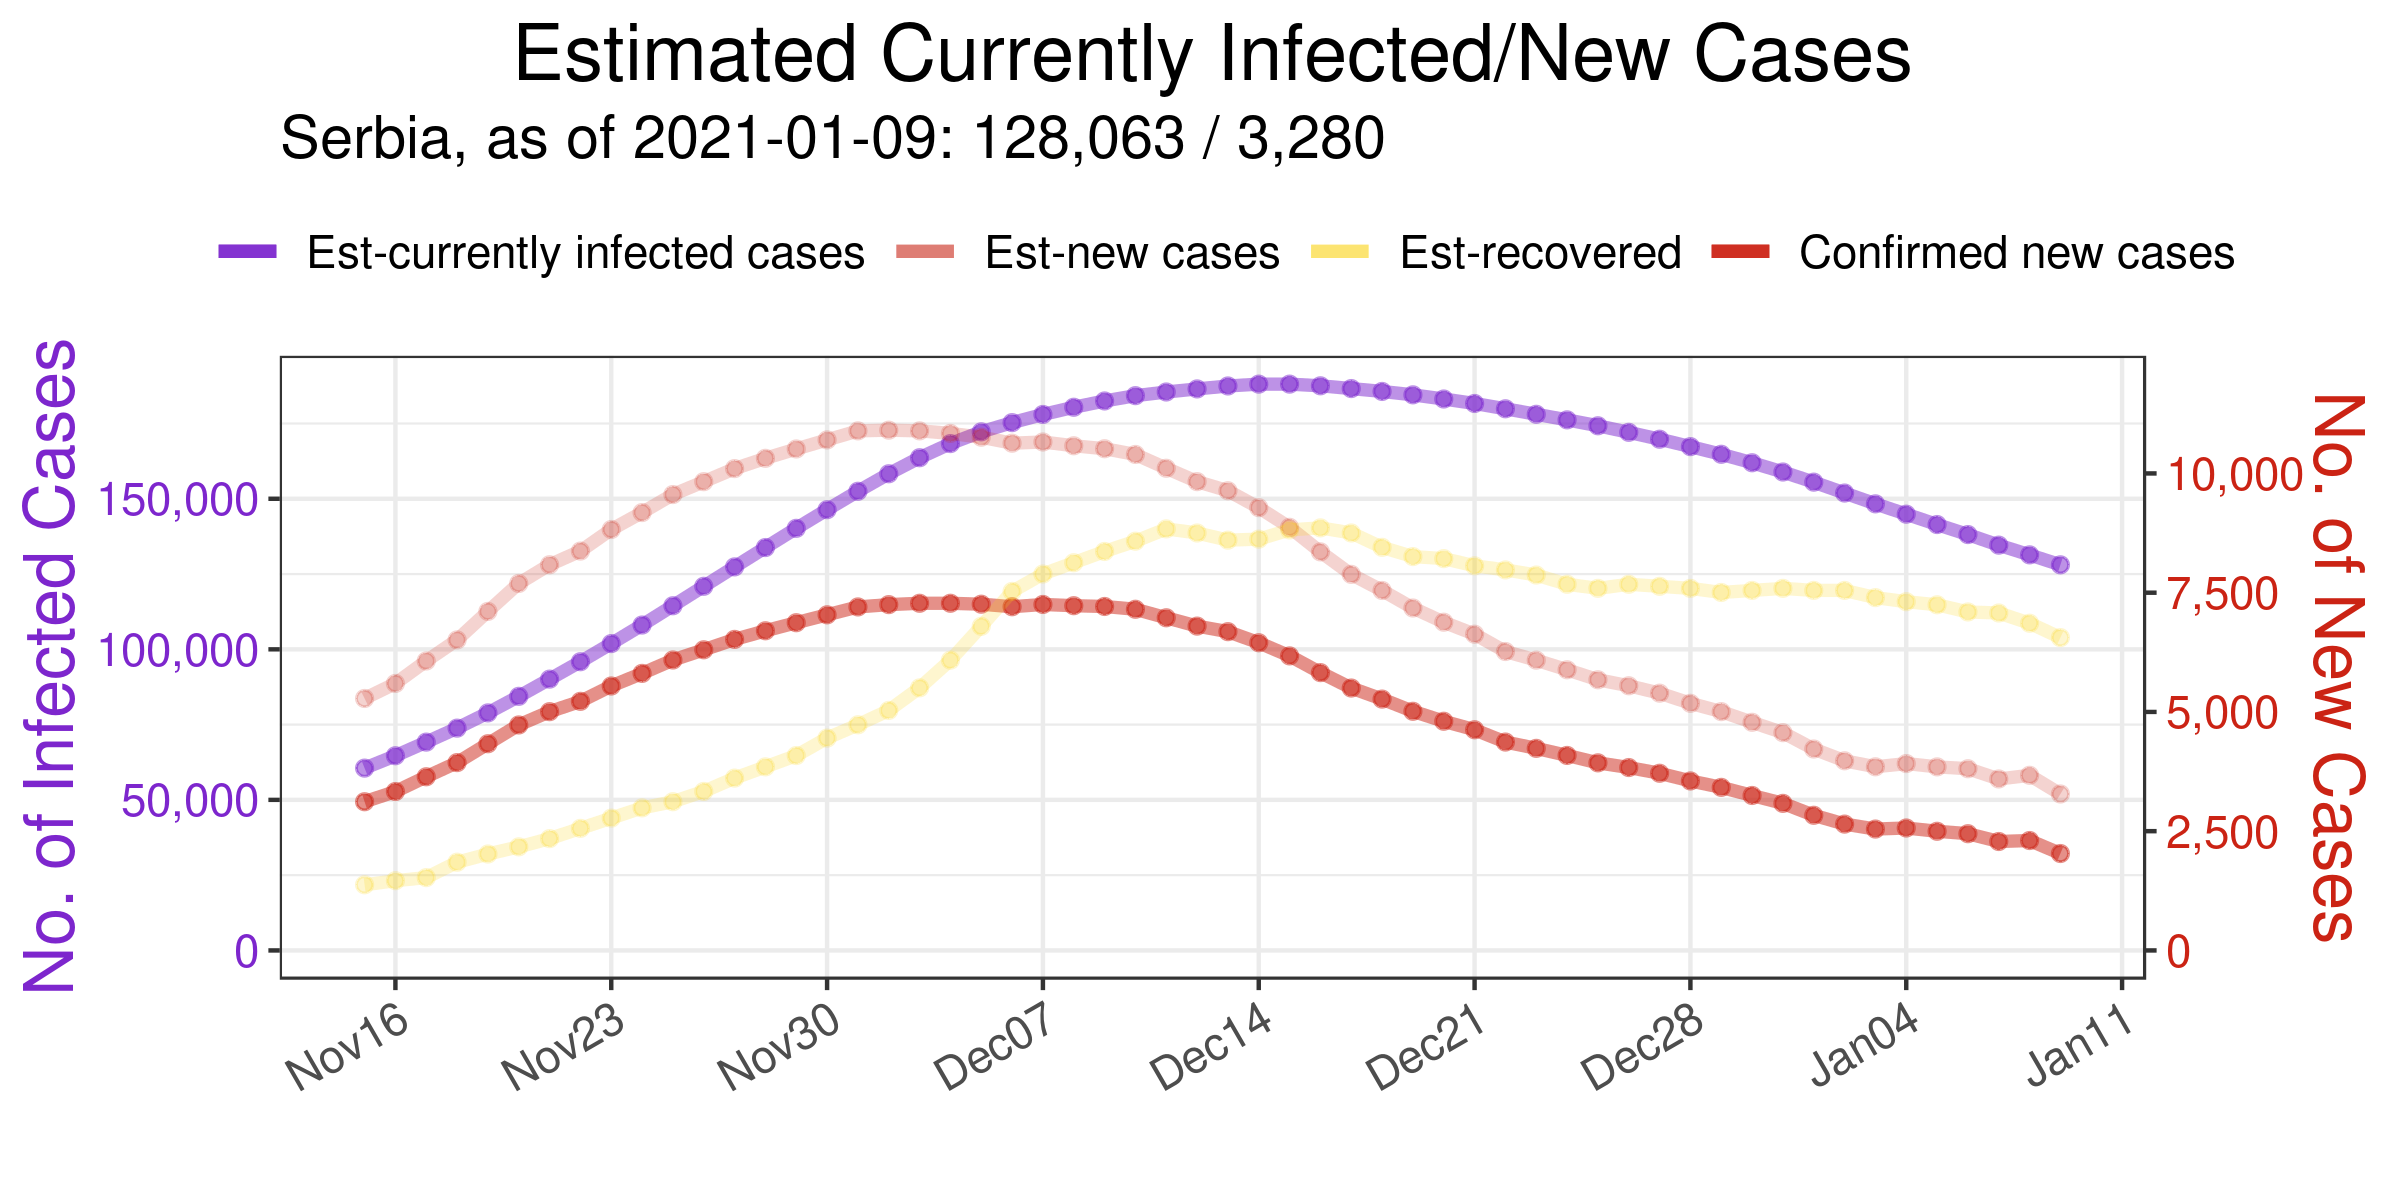 Estimated Currently Infected/New Cases
Serbia, as of 2021-01-09: 128,063 / 3,280
Est-currently infected cases Est-new cases Est-recovered Confirmed new cases
No. of Infected Cases
150,000
100,000
50,000
0
10,000
7,500
5,000
2,500
0
No. of New Cases
Nov16 Nov23 Nov30 Dec07 Dec14 Dec21 Dec28 Jan04 Jan11